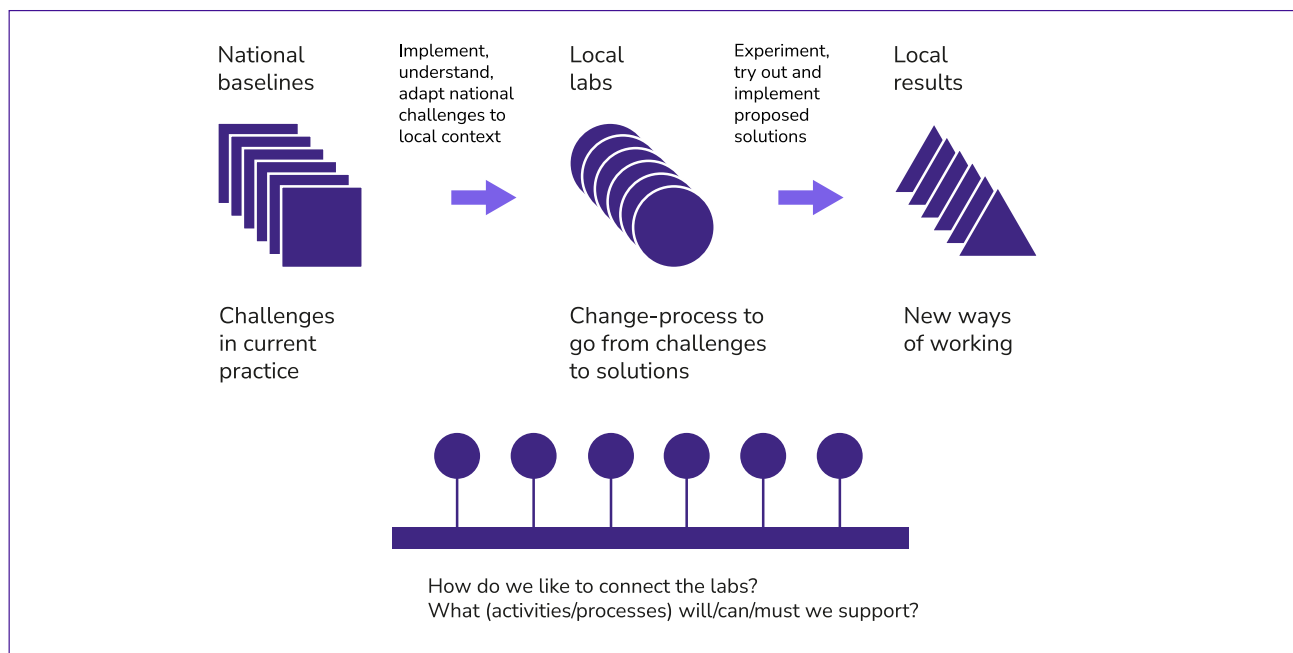 National
baselines
Implement,
understand,
adapt national
challenges to
local context
Local
labs
Experiment,
try out and
implement
proposed
solutions
Local
results
Challenges
in current
practice
Change-process to
go from challenges
to solutions
New ways
of working
How do we like to connect the labs?
What (activities/processes) will/can/must we support?